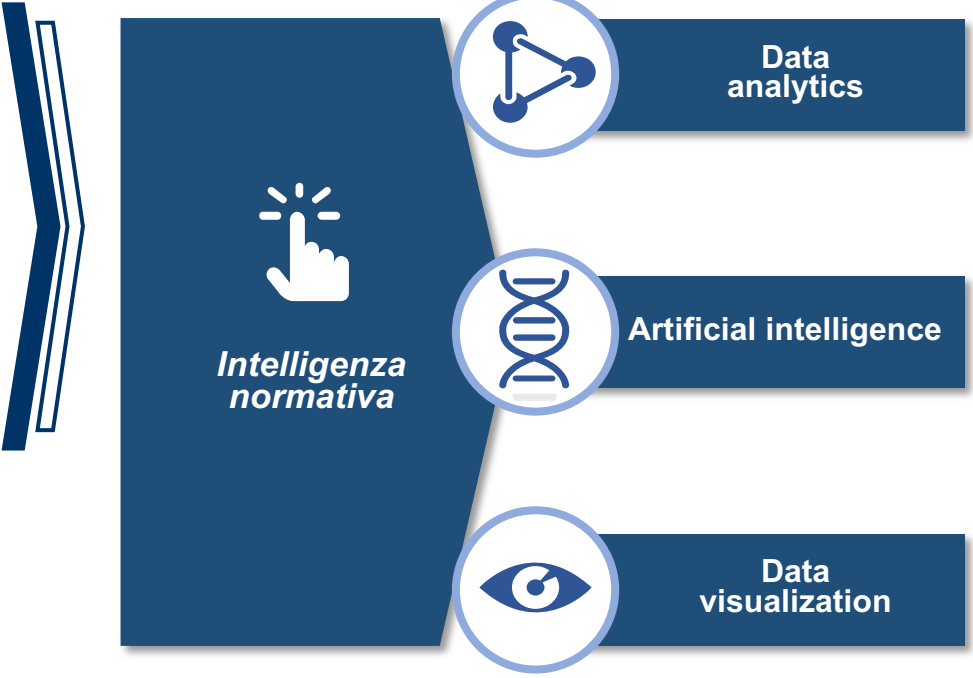 Intelligenza
normativa
Data
analytics
Artificial intelligence
Data
visualization